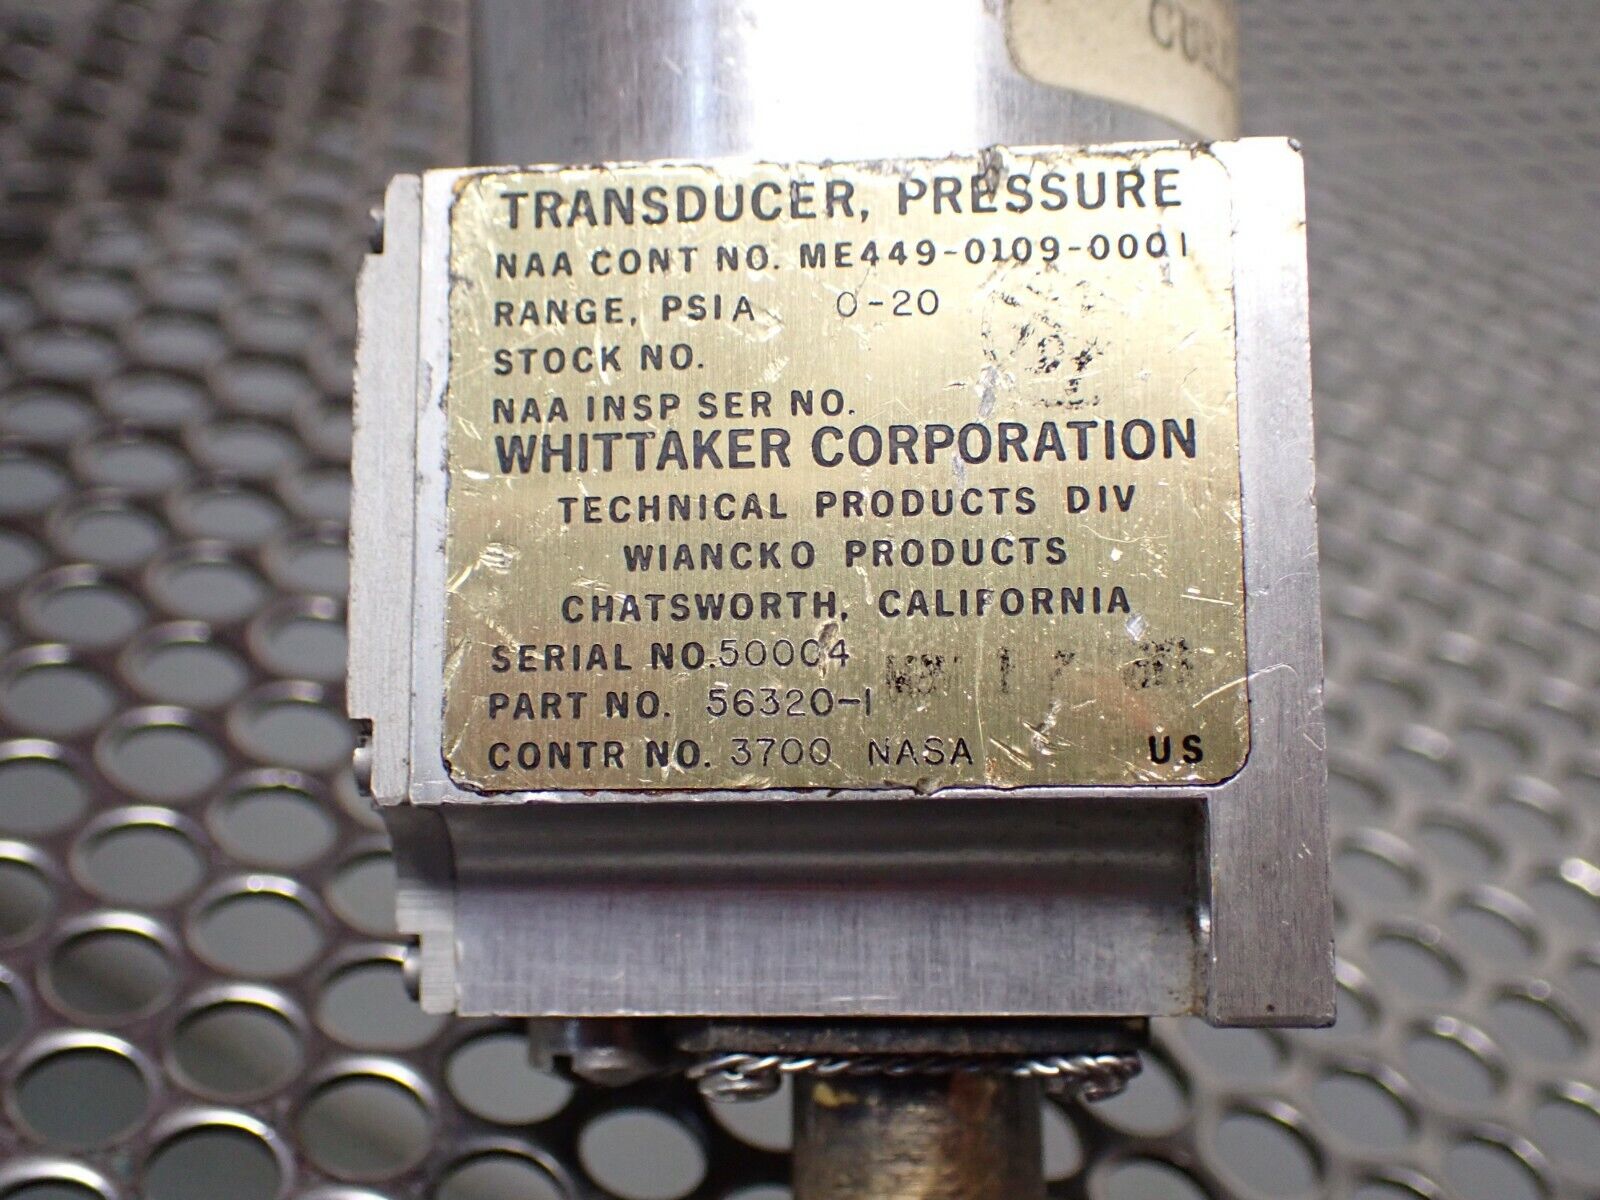 TRANSDUCER, PRESSURE
NAA CONT NO. ME449-0109-0001
RANGE, PSIA 0-20
STOCK NO.
NAA INSP SER NO.
WHITTAKER CORPORATION
TECHNICAL PRODUCTS DIV
WIANCKO PRODUCTS
CHATSWORTH, CALIFORNIA
SERIAL NO. 50004
PART NO. 56320-1
CONTR NO. 3700 NASA US